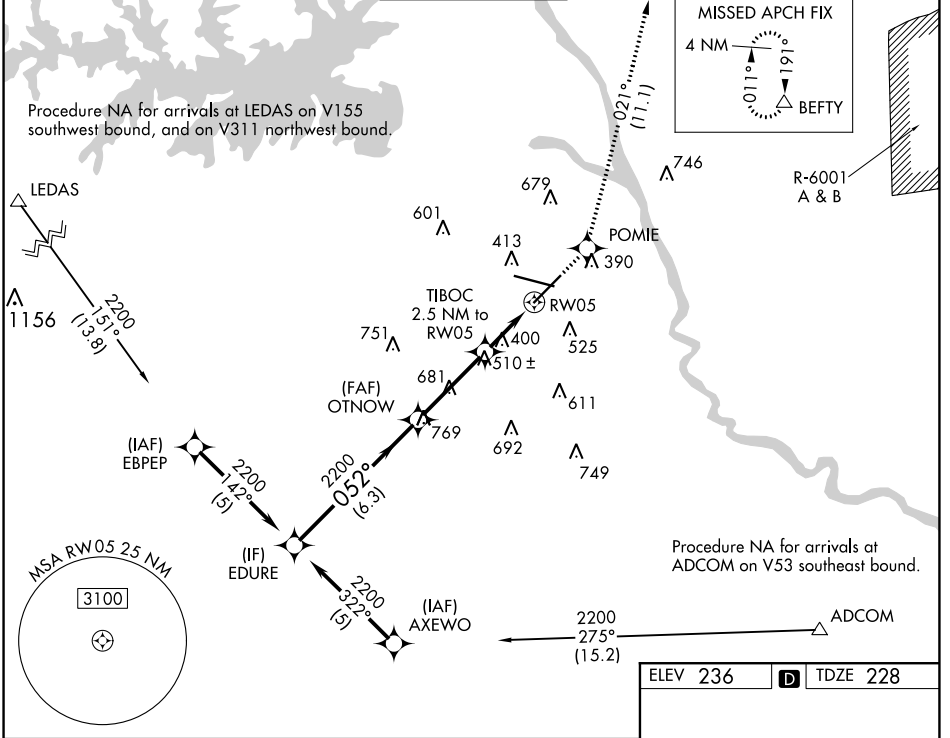 MISSED APCH FIX
4 NM
011°
191°
BEFTY
021°
(11.1)
Procedure NA for arrivals at LEDAS on V155
southwest bound, and on V311 northwest bound.
R-6001
A & B
746
679
601
413
LEDAS
POMIE
390
1156
2200
151°
(13.8)
TIBOC
2.5 NM to
RW05
RW05
751
400
525
510 ±
681
(FAF)
OTNOW
611
769
692
749
(IAF)
EBPEP
2200
142°
(5)
2200
052°
(6.3)
(IF)
EDURE
Procedure NA for arrivals at
ADCOM on V53 southeast bound.
MSA RW05 25 NM
3100
2200
322°
(5)
(IAF)
AXEWO
2200
275°
(15.2)
ADCOM
ELEV 236
D
TDZE 228